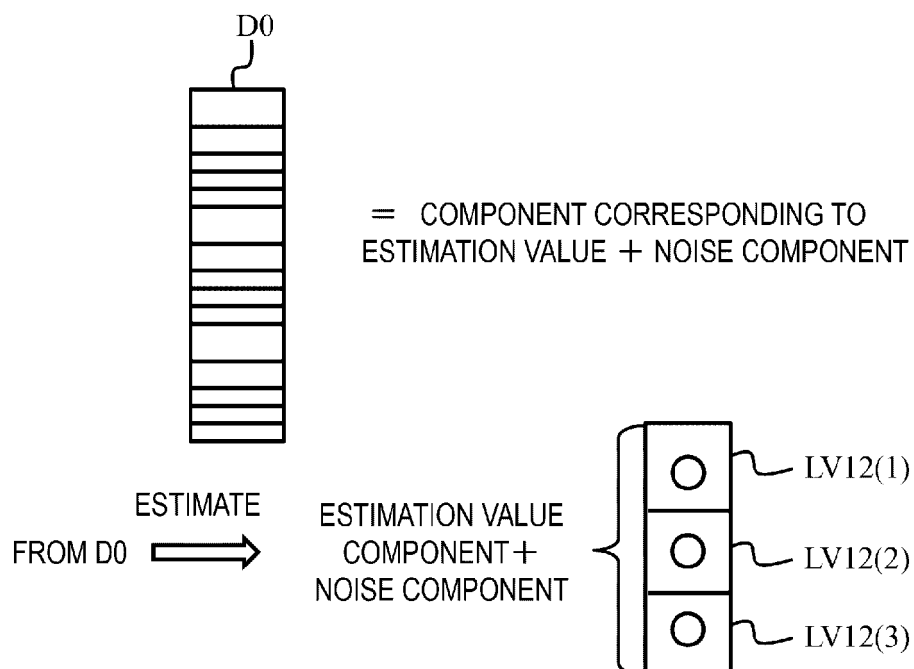 D0
= COMPONENT CORRESPONDING TO
ESTIMATION VALUE + NOISE COMPONENT
ESTIMATE
FROM D0
ESTIMATION VALUE
COMPONENT+
NOISE COMPONENT
LV12(1)
LV12(2)
LV12(3)